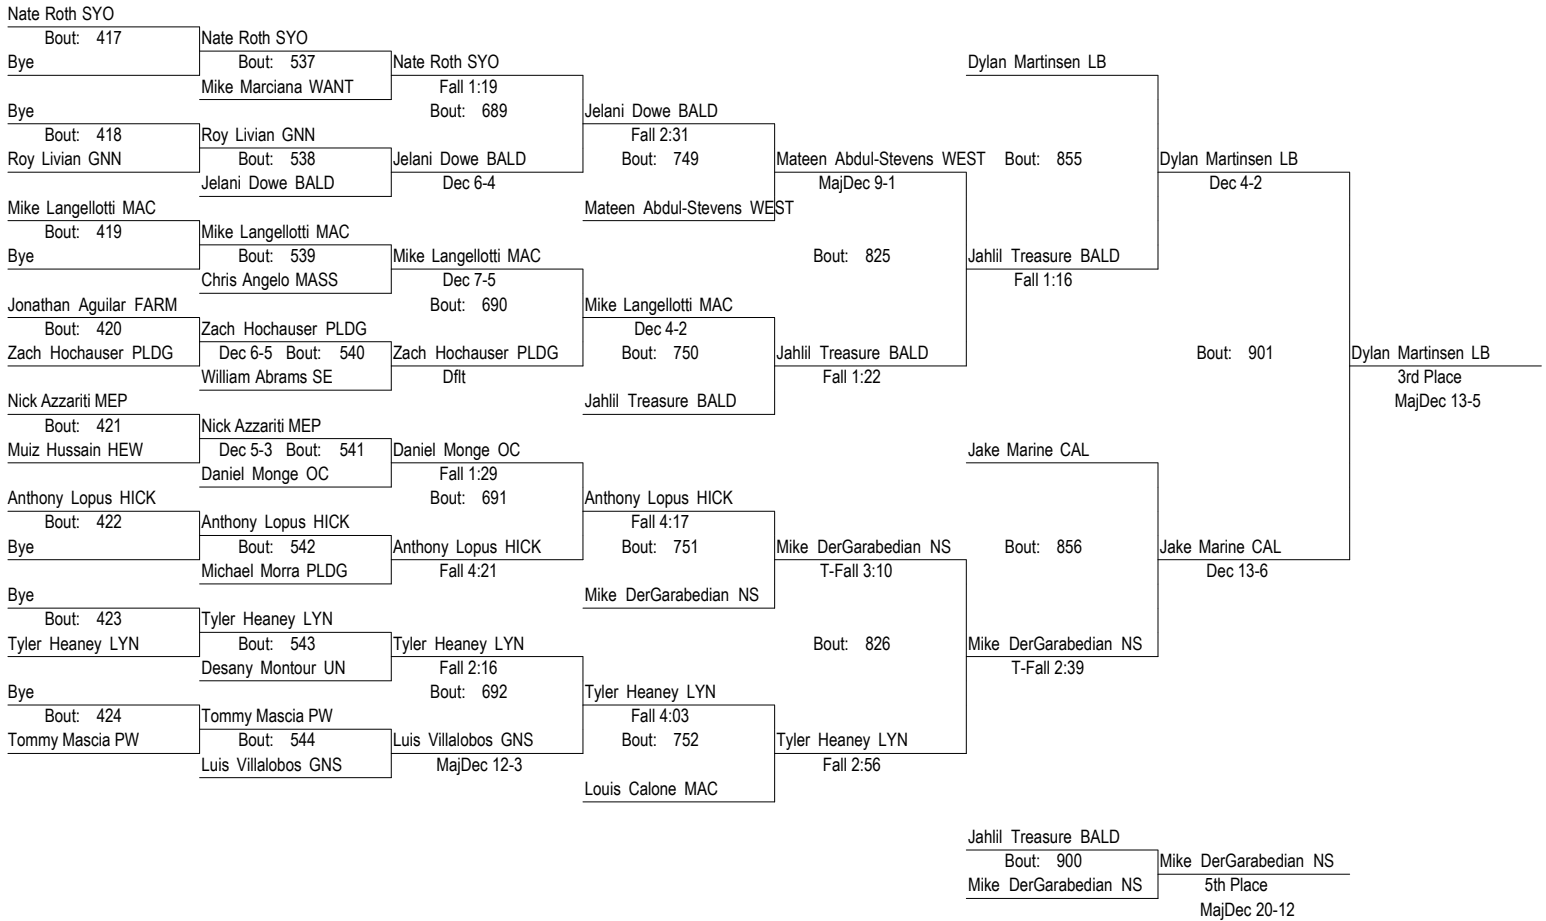 Nate Roth SYO
Bout: 417
Nate Roth SYO
Bye
Bout: 537
Nate Roth SYO
Dylan Martinsen LB
Mike Marciana WANT
Fall 1:19
Bye
Bout: 689
Jelani Dowe BALD
Bout: 418
Roy Livian GNN
Fall 2:31
Roy Livian GNN
Bout: 538
Jelani Dowe BALD
Bout: 749
Mateen Abdul-Stevens WEST
Bout: 855
Dylan Martinsen LB
Jelani Dowe BALD
Dec 6-4
MajDec 9-1
Dec 4-2
Mike Langellotti MAC
Mateen Abdul-Stevens WEST
Bout: 419
Mike Langellotti MAC
Bye
Bout: 539
Mike Langellotti MAC
Bout: 825
Jahlil Treasure BALD
Chris Angelo MASS
Dec 7-5
Fall 1:16
Jonathan Aguilar FARM
Bout: 690
Mike Langellotti MAC
Bout: 420
Zach Hochauser PLDG
Dec 4-2
Zach Hochauser PLDG
Dec 6-5 Bout: 540
Zach Hochauser PLDG
Bout: 750
Jahlil Treasure BALD
Bout: 901
Dylan Martinsen LB
William Abrams SE
Dflt
Fall 1:22
3rd Place
Nick Azzariti MEP
Jahlil Treasure BALD
MajDec 13-5
Bout: 421
Nick Azzariti MEP
Muiz Hussain HEW
Dec 5-3 Bout: 541
Daniel Monge OC
Jake Marine CAL
Daniel Monge OC
Fall 1:29
Anthony Lopus HICK
Bout: 691
Anthony Lopus HICK
Bout: 422
Anthony Lopus HICK
Fall 4:17
Bye
Bout: 542
Anthony Lopus HICK
Bout: 751
Mike DerGarabedian NS
Bout: 856
Jake Marine CAL
Michael Morra PLDG
Fall 4:21
T-Fall 3:10
Dec 13-6
Bye
Mike DerGarabedian NS
Bout: 423
Tyler Heaney LYN
Tyler Heaney LYN
Bout: 543
Tyler Heaney LYN
Bout: 826
Mike DerGarabedian NS
Desany Montour UN
Fall 2:16
T-Fall 2:39
Bye
Bout: 692
Tyler Heaney LYN
Bout: 424
Tommy Mascia PW
Fall 4:03
Tommy Mascia PW
Bout: 544
Luis Villalobos GNS
Bout: 752
Tyler Heaney LYN
Luis Villalobos GNS
MajDec 12-3
Fall 2:56
Louis Calone MAC
Jahlil Treasure BALD
Bout: 900
Mike DerGarabedian NS
Mike DerGarabedian NS
5th Place
MajDec 20-12